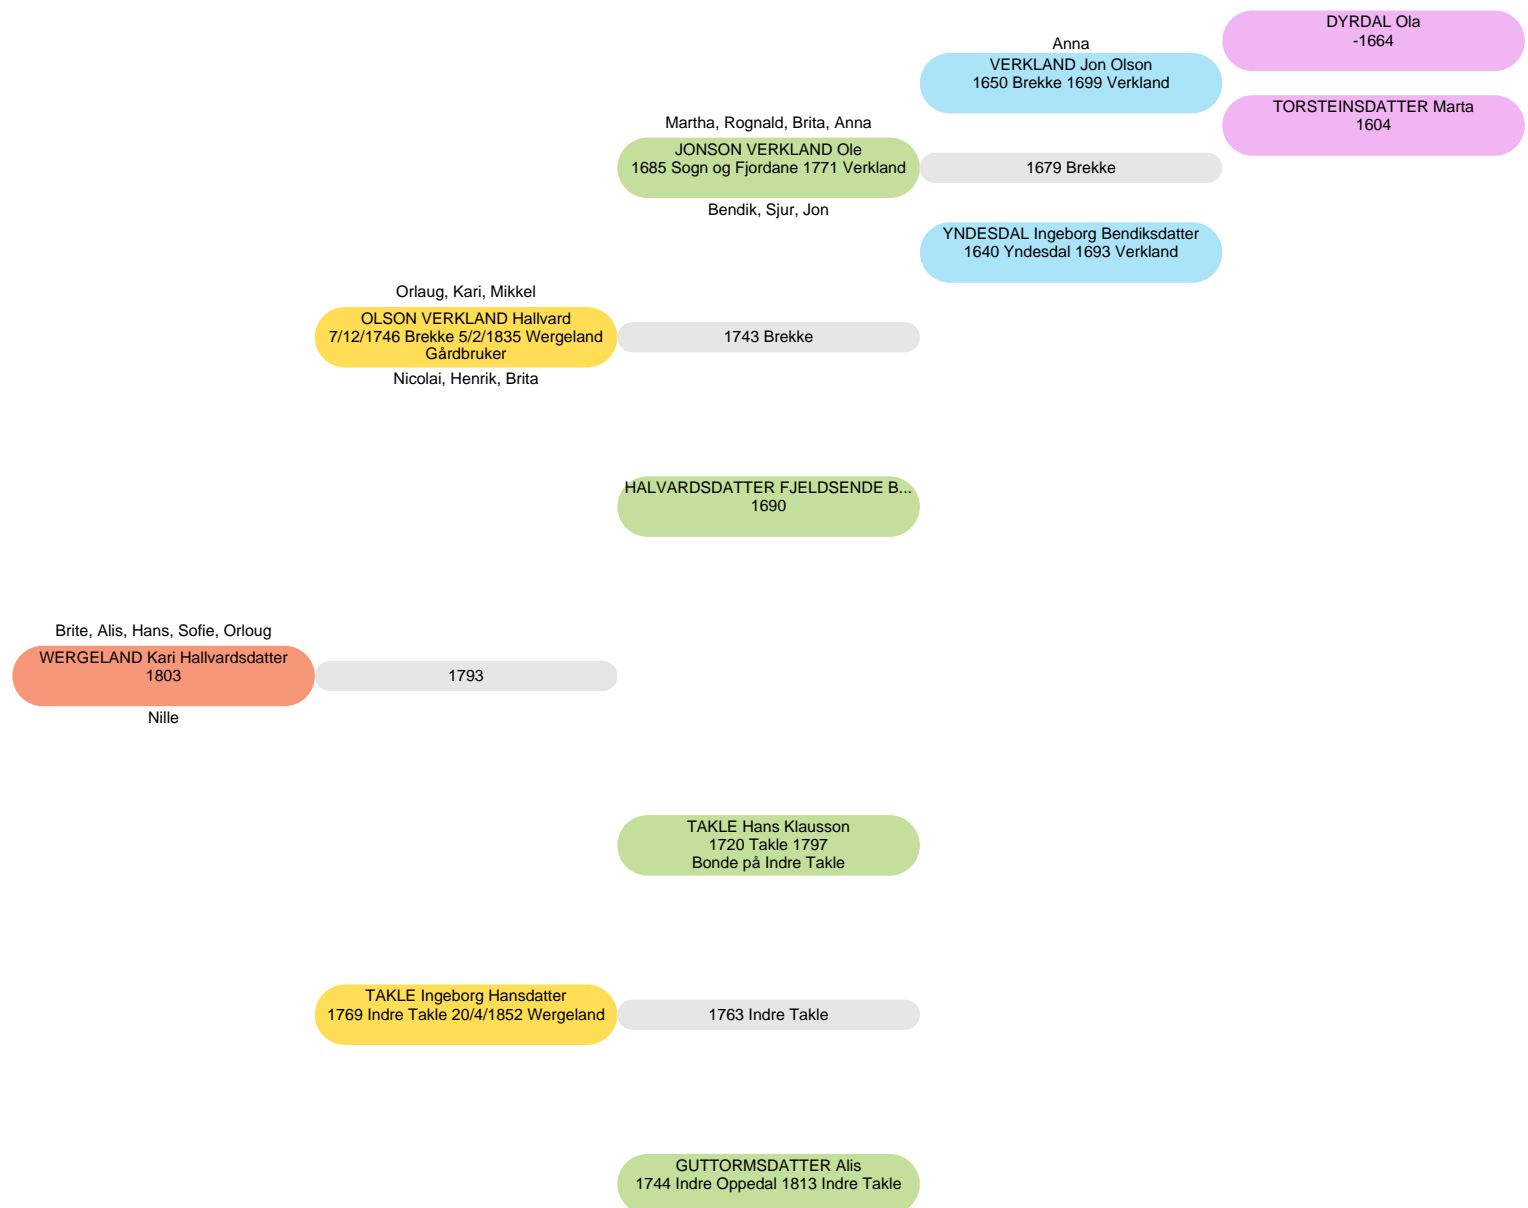 DYRDAL Ola
-1664
Anna
VERKLAND Jon Olson
1650 Brekke 1699 Verkland
TORSTEINSDATTER Marta
1604
Martha, Rognald, Brita, Anna
JONSON VERKLAND Ole
1685 Sogn og Fjordane 1771 Verkland
1679 Brekke
Bendik, Sjur, Jon
YNDESDAL Ingeborg Bendiksdatter
1640 Yndesdal 1693 Verkland
Orlaug, Kari, Mikkel
OLSON VERKLAND Hallvard
7/12/1746 Brekke 5/2/1835 Wergeland
Gårdbruker
1743 Brekke
Nicolai, Henrik, Brita
HALVARDSDATTER FJELDSENDE B...
1690
Brite, Alis, Hans, Sofie, Orloug
WERGELAND Kari Hallvardsdatter
1803
1793
Nille
TAKLE Hans Klausson
1720 Takle 1797
Bonde på Indre Takle
TAKLE Ingeborg Hansdatter
1769 Indre Takle 20/4/1852 Wergeland
1763 Indre Takle
GUTTORMSDATTER Alis
1744 Indre Oppedal 1813 Indre Takle